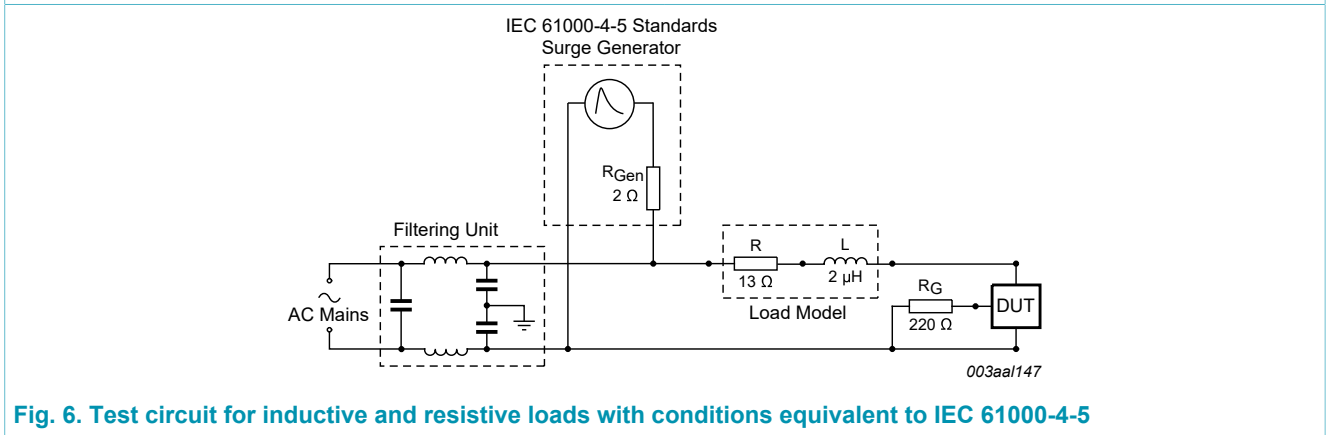 IEC 61000-4-5 Standards
Surge Generator
RGen
2 Ω
Filtering Unit
R
L
13 Ω
2 μH
Load Model
RG
220 Ω
DUT
AC Mains
003aal147
Fig. 6. Test circuit for inductive and resistive loads with conditions equivalent to IEC 61000-4-5